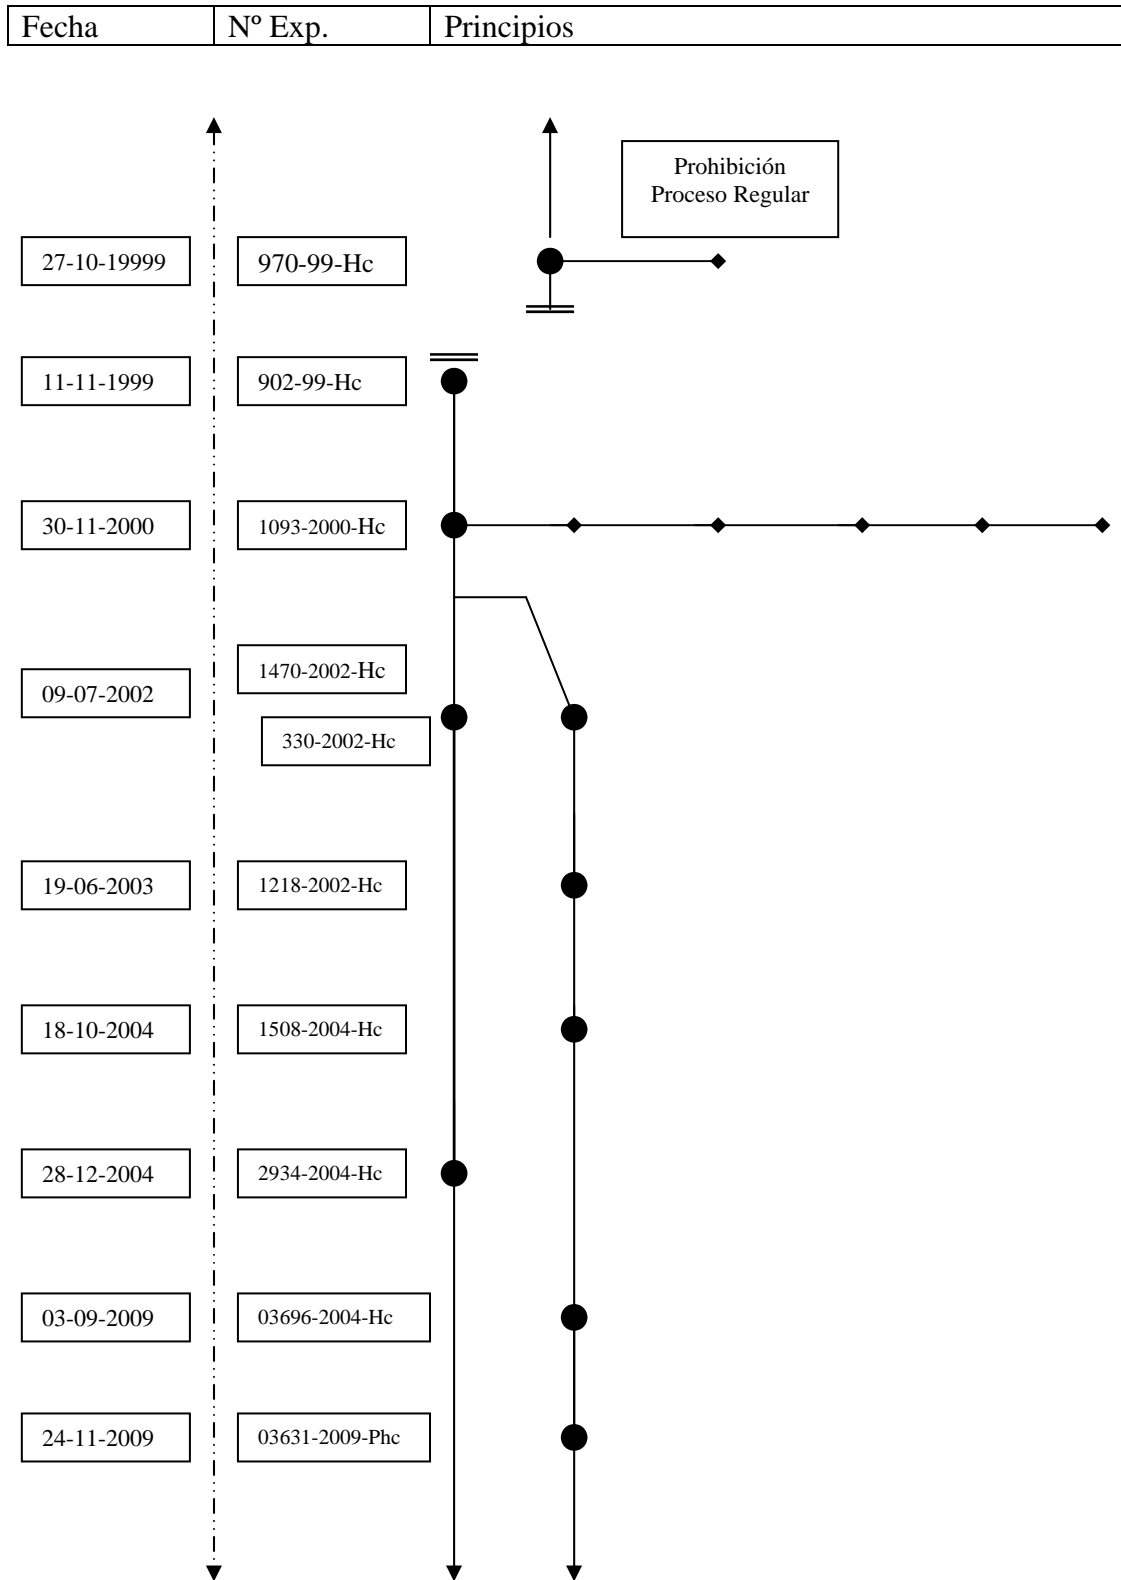 Fecha Nº Exp. Principios
Prohibición
Proceso Regular
27-10-19999 970-99-Hc
11-11-1999 902-99-Hc
30-11-2000 1093-2000-Hc
1470-2002-Hc
09-07-2002
330-2002-Hc
19-06-2003 1218-2002-Hc
18-10-2004 1508-2004-Hc
28-12-2004 2934-2004-Hc
03-09-2009 03696-2004-Hc
24-11-2009 03631-2009-Phc